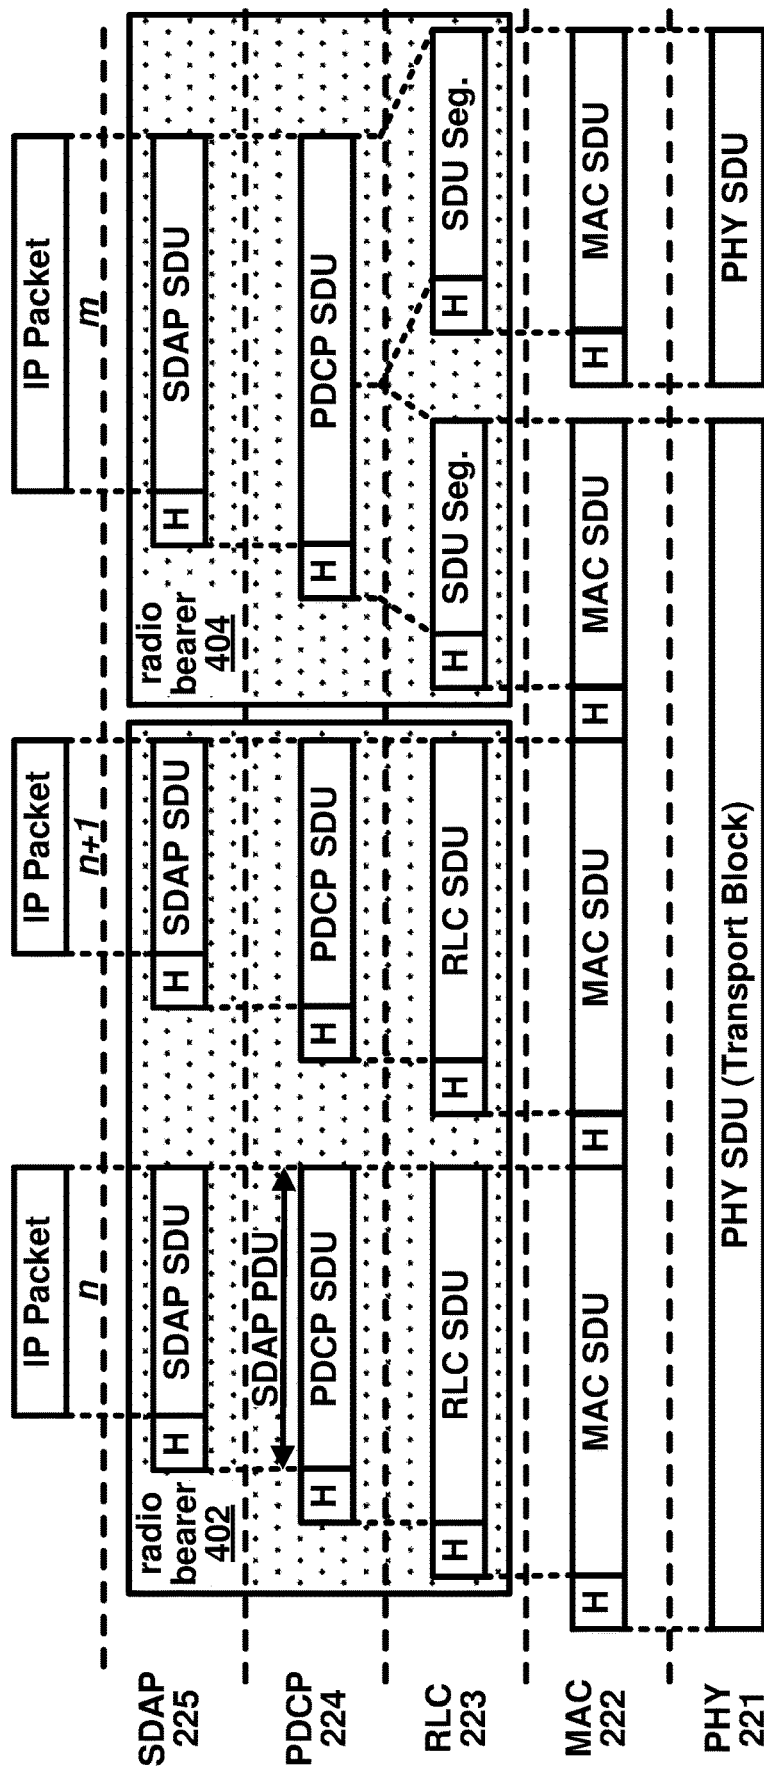 IP Packet
IP Packet
IP Packet
n
n+1
m
SDAP
225
radio
bearer
402
H
SDAP SDU
H
SDAP SDU
radio
bearer
404
H
SDAP SDU
SDAP PDU
PDCP
224
H
PDCP SDU
H
PDCP SDU
H
PDCP SDU
RLC
223
H
RLC SDU
H
RLC SDU
H
SDU Seg.
H
SDU Seg.
MAC
222
H
MAC SDU
H
MAC SDU
H
MAC SDU
H
MAC SDU
PHY
221
PHY SDU (Transport Block)
PHY SDU